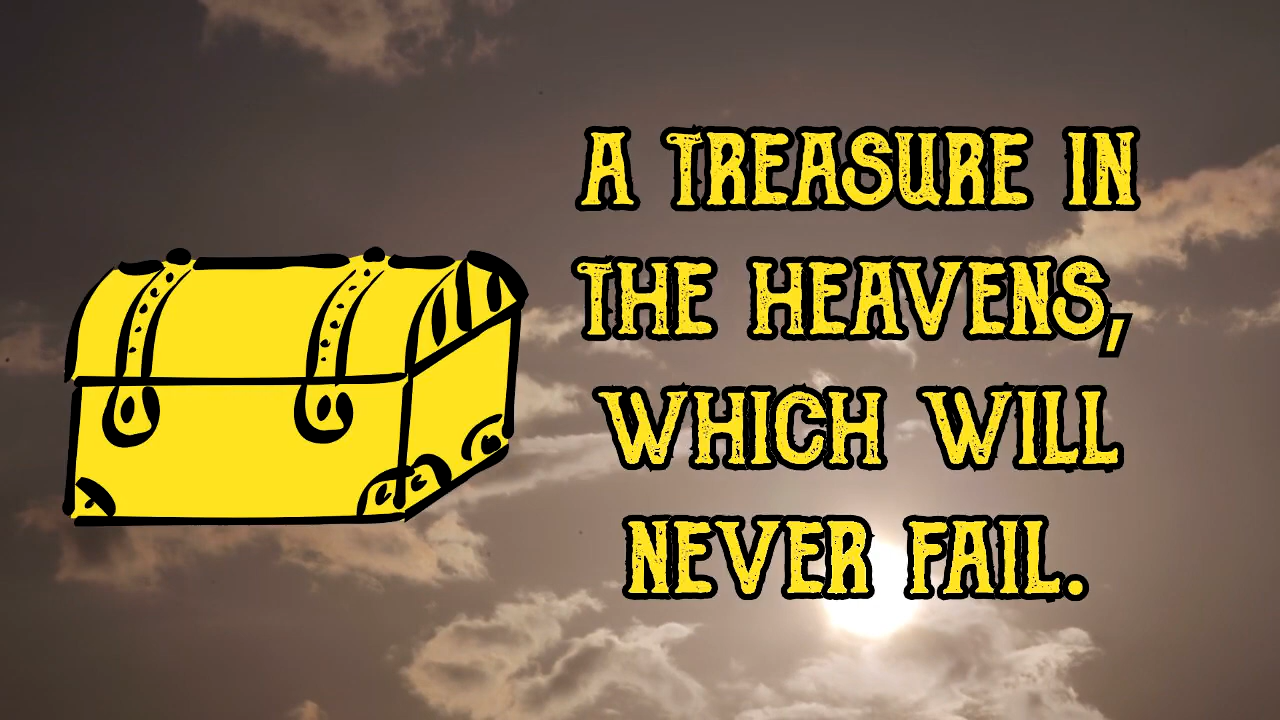 A TREASURE IN
THE HEAVENS,
WHICH WILL
NEVER FAIL.